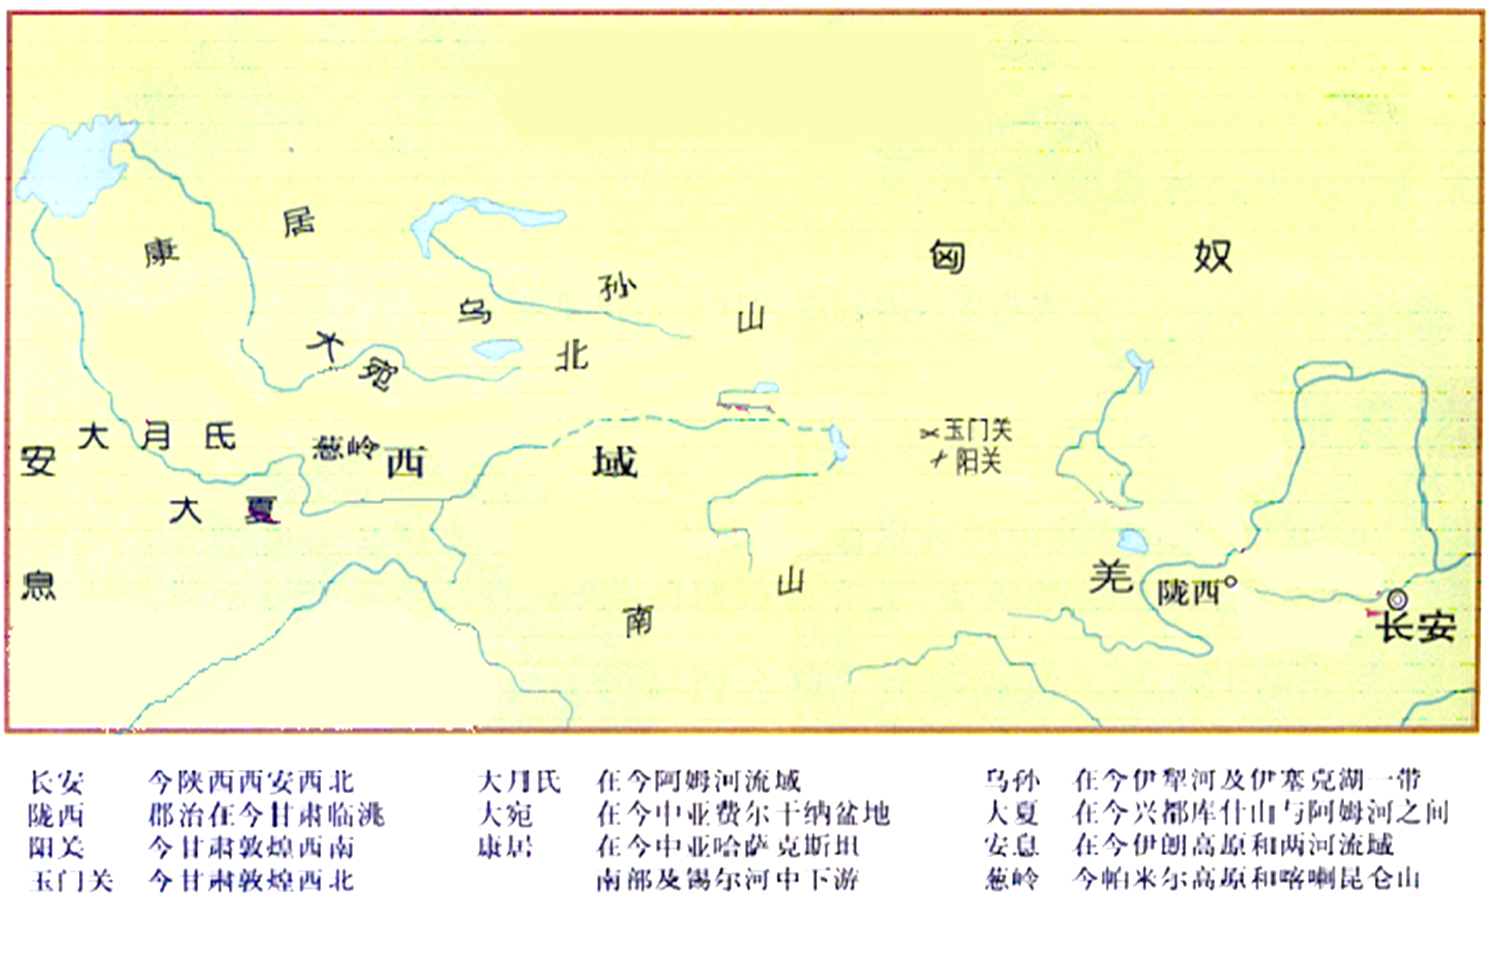 居
康
匈 奴
孙
乌
山
大
宛
北
玉门关
大 月 氏
葱岭
西 域
安
息
阳关
大 夏
羌
陇西
山
南
长安
长安 今陕西西安西北
陇西 郡治在今甘肃临洮
阳关 今甘肃敦煌西南
玉门关 今甘肃敦煌西北
大月氏 在今阿姆河流域
大宛 在今中亚费尔干纳盆地
康居 在今中亚哈萨克斯坦
南部及锡尔河中下游
乌孙 在今伊犁河及伊塞克湖一带
大夏 在今兴都库什山与阿姆河之间
安息 在今伊朗高原和两河流域
葱岭 今帕米尔高原和喀喇昆仑山